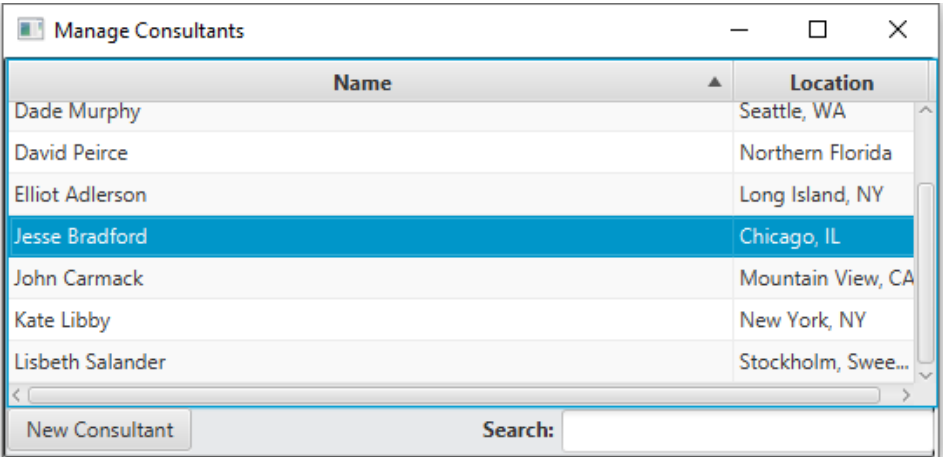 Manage Consultants
Name Location
Dade Murphy Seattle, WA
David Peirce Northern Florida
Elliot Adlerson Long Island, NY
Jesse Bradford Chicago, IL
John Carmack Mountain View, CA
Kate Libby New York, NY
Lisbeth Salander Stockholm, Swee...
New Consultant Search: